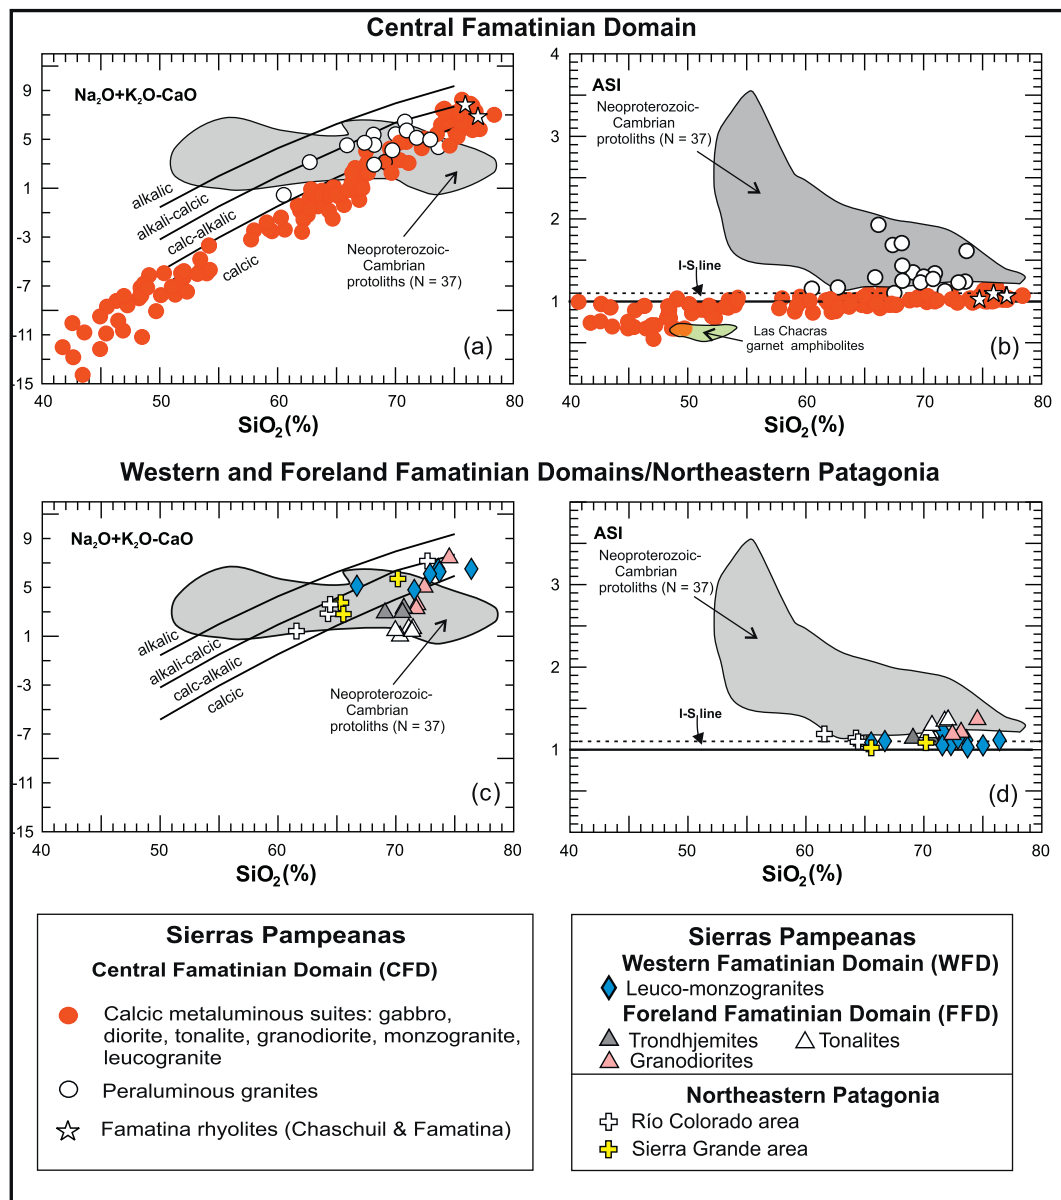 Central Famatinian Domain
Na2O+K2O-CaO
9
5
1
-3
-7
-11
-15
alkalic
alkali-calcic
calc-alkalic
calcic
Neoproterozoic-
Cambrian
protoliths (N = 37)
(a)
40
50
60
70
80
SiO2(%)
4
3
2
1
ASI
Neoproterozoic-
Cambrian
protoliths (N = 37)
I-S line
Las Chacras
garnet amphibolites
(b)
40
50
60
70
80
SiO2(%)
Western and Foreland Famatinian Domains/Northeastern Patagonia
Na2O+K2O-CaO
9
5
1
-3
-7
-11
-15
alkalic
alkali-calcic
calc-alkalic
calcic
Neoproterozoic-
Cambrian
protoliths (N = 37)
(c)
40
50
60
70
80
SiO2(%)
3
2
1
ASI
Neoproterozoic-
Cambrian
protoliths (N = 37)
I-S line
(d)
40
50
60
70
80
SiO2(%)
Sierras Pampeanas
Central Famatinian Domain (CFD)
Calcic metaluminous suites: gabbro,
diorite, tonalite, granodiorite, monzogranite,
leucogranite
Peraluminous granites
Famatina rhyolites (Chaschuil & Famatina)
Sierras Pampeanas
Western Famatinian Domain (WFD)
Leuco-monzogranites
Foreland Famatinian Domain (FFD)
Trondhjemites Tonalites
Granodiorites
Northeastern Patagonia
Río Colorado area
Sierra Grande area